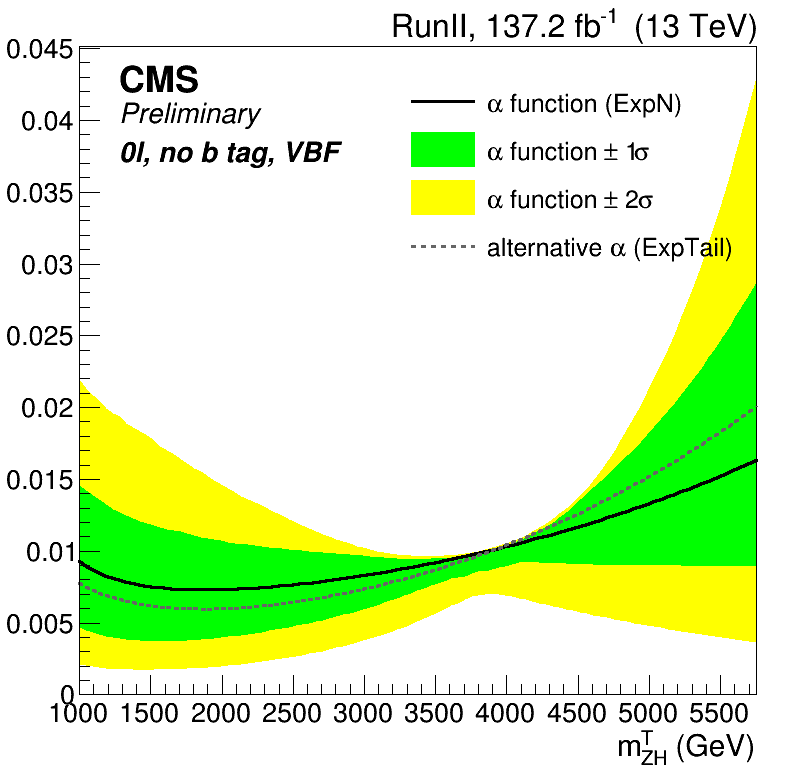 RunII, 137.2 fb⁻¹ (13 TeV)
CMS
Preliminary
0l, no b tag, VBF
α function (ExpN)
α function ± 1σ
α function ± 2σ
alternative α (ExpTail)
0.045
0.04
0.035
0.03
0.025
0.02
0.015
0.01
0.005
0
1000 1500 2000 2500 3000 3500 4000 4500 5000 5500
m_ZH^T (GeV)